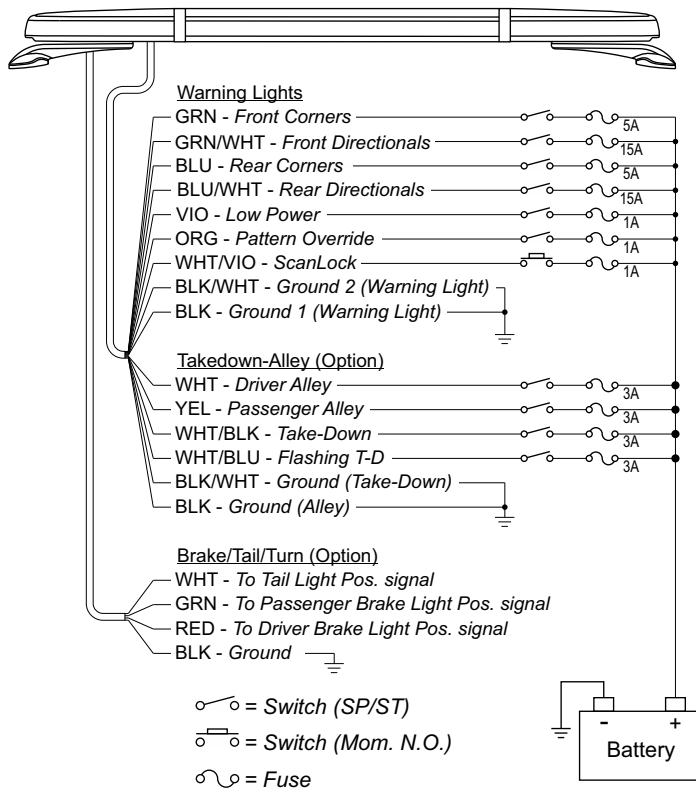 Warning Lights
GRN - Front Corners 5A
GRN/WHT - Front Directionals 15A
BLU - Rear Corners 5A
BLU/WHT - Rear Directionals 15A
VIO - Low Power 1A
ORG - Pattern Override 1A
WHT/VIO - ScanLock 1A
BLK/WHT - Ground 2 (Warning Light)
BLK - Ground 1 (Warning Light)
Takedown-Alley (Option)
WHT - Driver Alley 3A
YEL - Passenger Alley 3A
WHT/BLK - Take-Down 3A
WHT/BLU - Flashing T-D 3A
BLK/WHT - Ground (Take-Down)
BLK - Ground (Alley)
Brake/Tail/Turn (Option)
WHT - To Tail Light Pos. signal
GRN - To Passenger Brake Light Pos. signal
RED - To Driver Brake Light Pos. signal
BLK - Ground
= Switch (SP/ST)
= Switch (Mom. N.O.)
= Fuse
- +
Battery